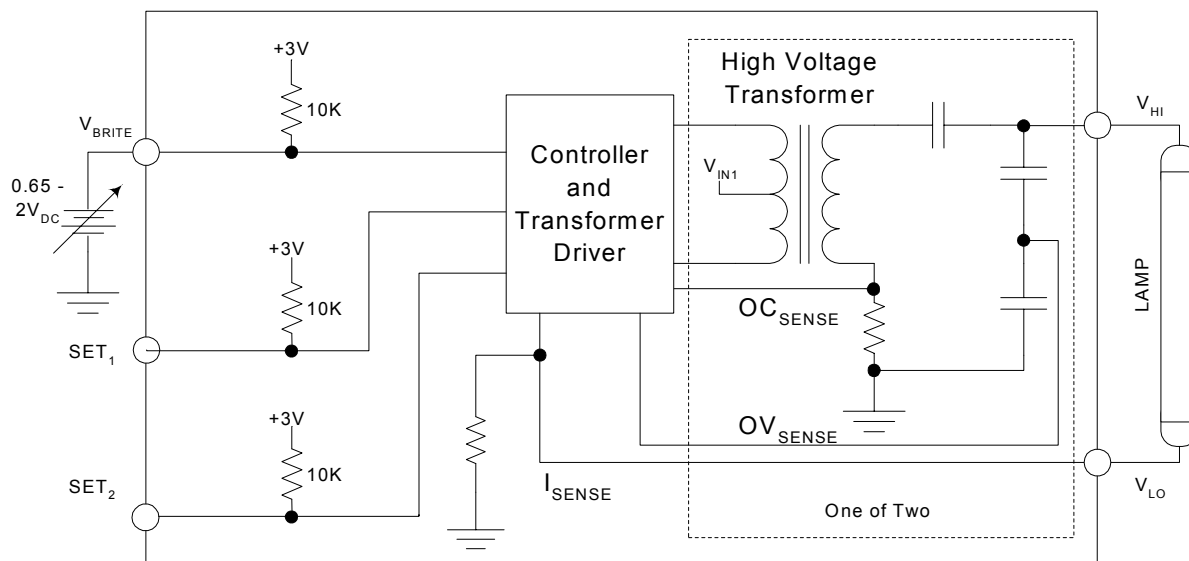 +3V
10K
V_BRITE
0.65 -
2V_DC
+3V
10K
SET_1
+3V
10K
SET_2
Controller
and
Transformer
Driver
High Voltage
Transformer
V_IN1
OC_SENSE
OV_SENSE
I_SENSE
One of Two
V_HI
LAMP
V_LO